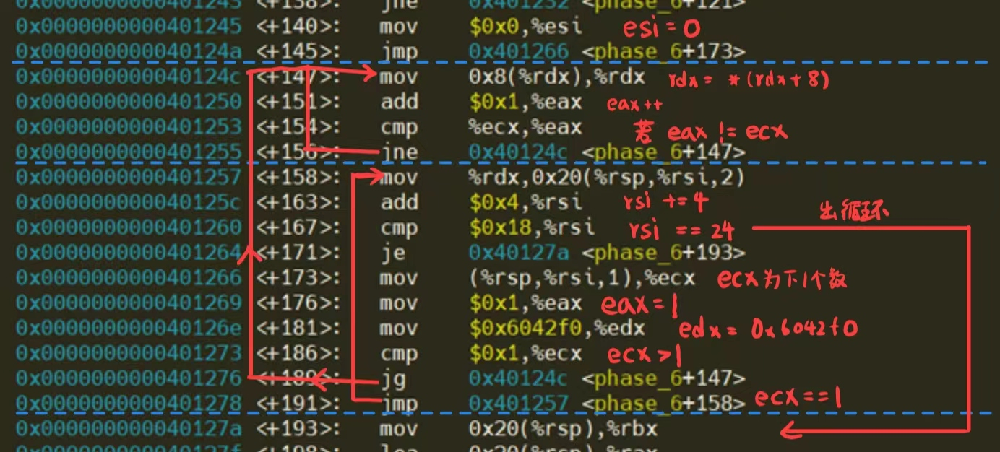 0x0000000000401243 <+138>: jne 0x401232 <phase_6+121>
0x0000000000401245 <+140>: mov $0x0,%esi esi = 0
0x000000000040124a <+145>: jmp 0x401266 <phase_6+173>
0x000000000040124c <+147>: mov 0x8(%rdx),%rdx rdx = *(rdx+8)
0x0000000000401250 <+151>: add $0x1,%eax eax++
0x0000000000401253 <+154>: cmp %ecx,%eax 若 eax != ecx
0x0000000000401255 <+156>: jne 0x40124c <phase_6+147>
0x0000000000401257 <+158>: mov %rdx,0x20(%rsp,%rsi,2)
0x000000000040125c <+163>: add $0x4,%rsi rsi += 4
出循环
0x0000000000401260 <+167>: cmp $0x18,%rsi rsi == 24
0x0000000000401264 <+171>: je 0x40127a <phase_6+193>
0x0000000000401266 <+173>: mov (%rsp,%rsi,1),%ecx ecx为下1个数
0x0000000000401269 <+176>: mov $0x1,%eax eax=1
0x000000000040126e <+181>: mov $0x6042f0,%edx edx = 0x6042f0
0x0000000000401273 <+186>: cmp $0x1,%ecx ecx>1
0x0000000000401276 <+189>: jg 0x40124c <phase_6+147>
0x0000000000401278 <+191>: jmp 0x401257 <phase_6+158> ecx==1
0x000000000040127a <+193>: mov 0x20(%rsp),%rbx
0x000000000040127f <+198>: lea 0x20(%rsp),%rax